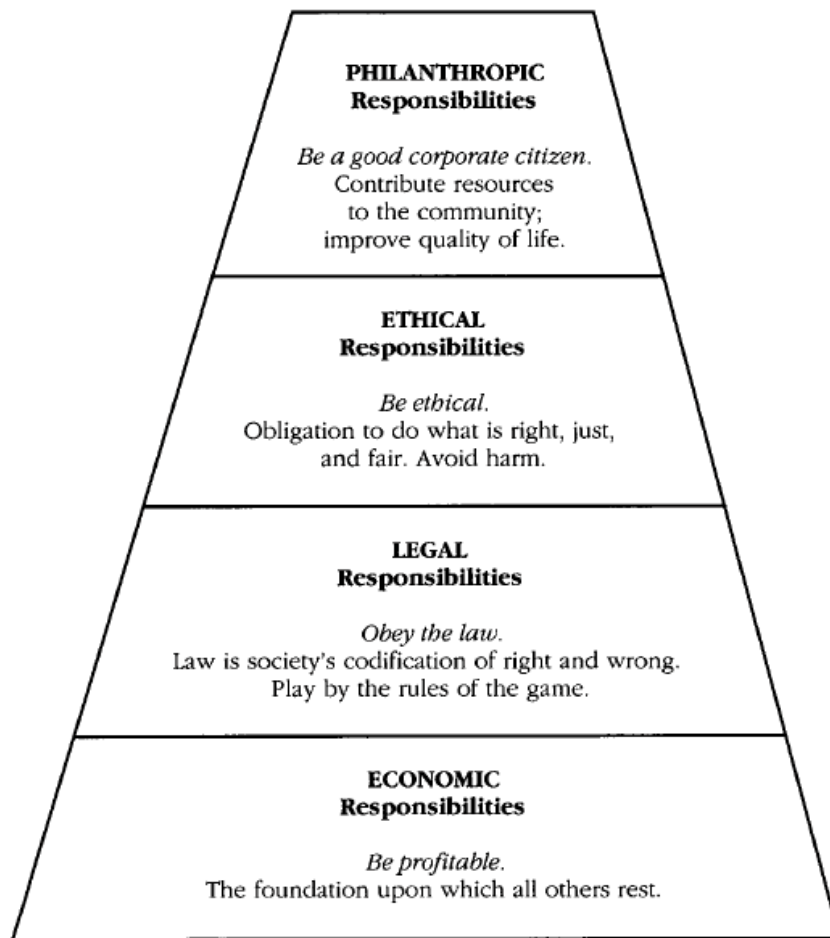 PHILANTHROPIC
Responsibilities
Be a good corporate citizen.
Contribute resources
to the community;
improve quality of life.
ETHICAL
Responsibilities
Be ethical.
Obligation to do what is right, just,
and fair. Avoid harm.
LEGAL
Responsibilities
Obey the law.
Law is society's codification of right and wrong.
Play by the rules of the game.
ECONOMIC
Responsibilities
Be profitable.
The foundation upon which all others rest.